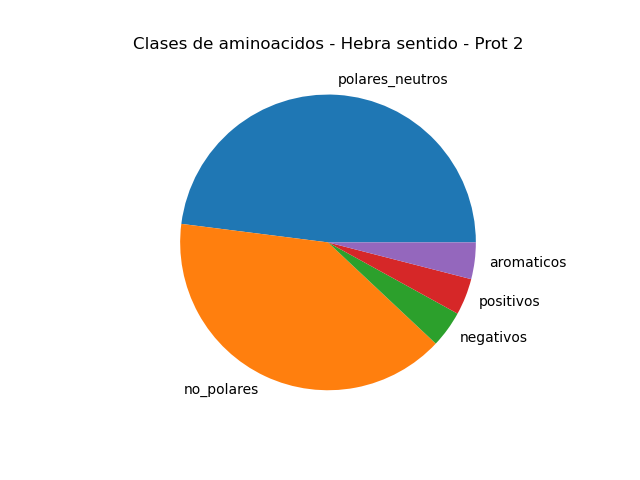 Clases de aminoacidos - Hebra sentido - Prot 2
polares_neutros
aromaticos
positivos
negativos
no_polares